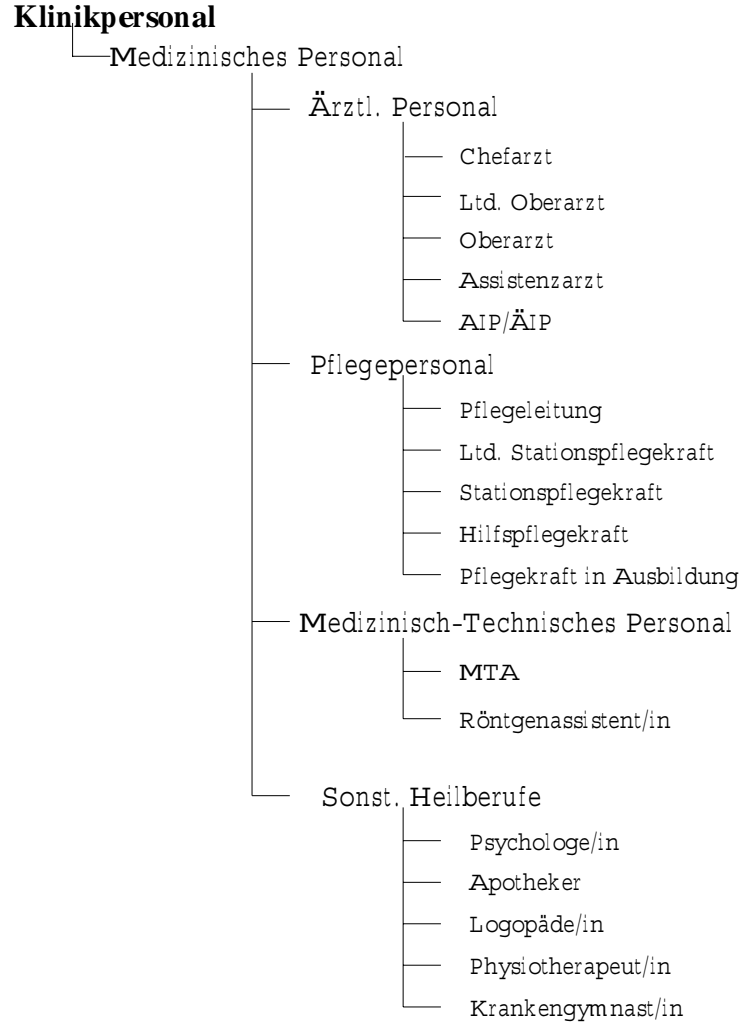 Klinikpersonal
Medizinisches Personal
Ärztl. Personal
Chefarzt
Ltd. Oberarzt
Oberarzt
Assistenzarzt
AIP/ÄIP
Pflegepersonal
Pflegeleitung
Ltd. Stationspflegekraft
Stationspflegekraft
Hilfspflegekraft
Pflegekraft in Ausbildung
Medizinisch-Technisches Personal
MTA
Röntgenassistent/in
Sonst. Heilberufe
Psychologe/in
Apotheker
Logopäde/in
Physiotherapeut/in
Krankengymnast/in